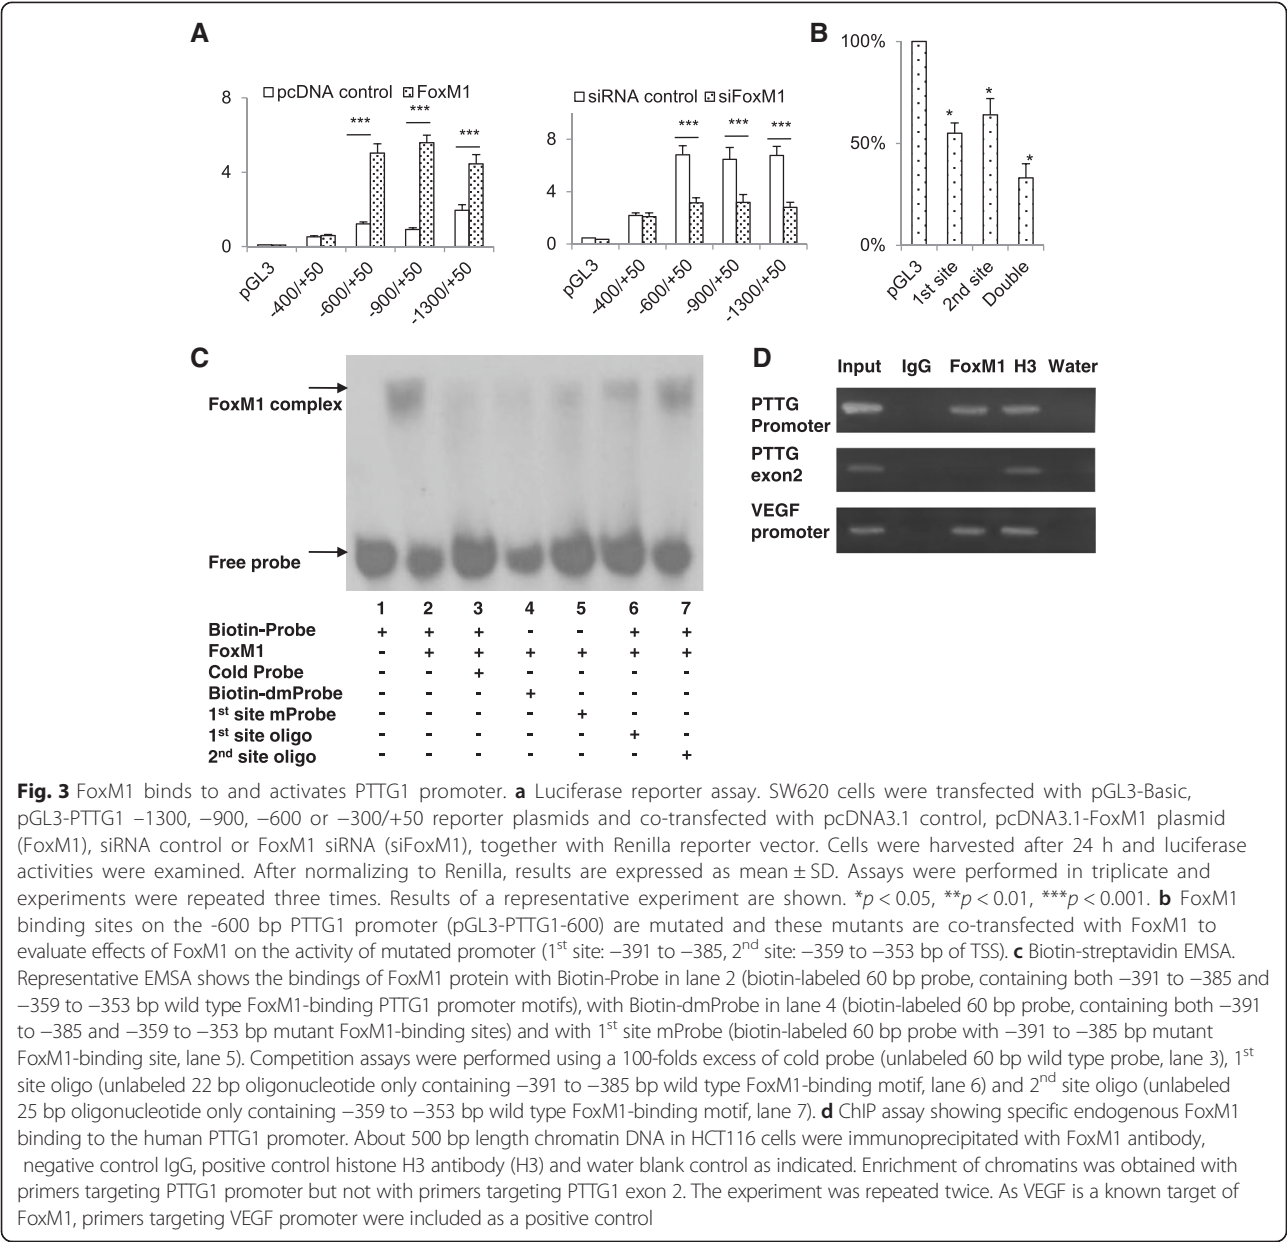 A
pcDNA control FoxM1
8
4
0
*** *** ***
pGL3 -400/+50 -600/+50 -900/+50 -1300/+50
siRNA control siFoxM1
8
4
0
*** *** ***
pGL3 -400/+50 -600/+50 -900/+50 -1300/+50
B
100%
50%
0%
* * *
pGL3 1st site 2nd site Double
C
FoxM1 complex
Free probe
1 2 3 4 5 6 7
Biotin-Probe + + + - - + +
FoxM1 - + + + + + +
Cold Probe - - + - - - -
Biotin-dmProbe - - - + - - -
1st site mProbe - - - - + - -
1st site oligo - - - - - + -
2nd site oligo - - - - - - +
D
Input IgG FoxM1 H3 Water
PTTG
Promoter
PTTG
exon2
VEGF
promoter
Fig. 3 FoxM1 binds to and activates PTTG1 promoter. a Luciferase reporter assay. SW620 cells were transfected with pGL3-Basic,
pGL3-PTTG1 −1300, −900, −600 or −300/+50 reporter plasmids and co-transfected with pcDNA3.1 control, pcDNA3.1-FoxM1 plasmid
(FoxM1), siRNA control or FoxM1 siRNA (siFoxM1), together with Renilla reporter vector. Cells were harvested after 24 h and luciferase
activities were examined. After normalizing to Renilla, results are expressed as mean ± SD. Assays were performed in triplicate and
experiments were repeated three times. Results of a representative experiment are shown. *p < 0.05, **p < 0.01, ***p < 0.001. b FoxM1
binding sites on the -600 bp PTTG1 promoter (pGL3-PTTG1-600) are mutated and these mutants are co-transfected with FoxM1 to
evaluate effects of FoxM1 on the activity of mutated promoter (1st site: −391 to −385, 2nd site: −359 to −353 bp of TSS). c Biotin-streptavidin EMSA.
Representative EMSA shows the bindings of FoxM1 protein with Biotin-Probe in lane 2 (biotin-labeled 60 bp probe, containing both −391 to −385 and
−359 to −353 bp wild type FoxM1-binding PTTG1 promoter motifs), with Biotin-dmProbe in lane 4 (biotin-labeled 60 bp probe, containing both −391
to −385 and −359 to −353 bp mutant FoxM1-binding sites) and with 1st site mProbe (biotin-labeled 60 bp probe with −391 to −385 bp mutant
FoxM1-binding site, lane 5). Competition assays were performed using a 100-folds excess of cold probe (unlabeled 60 bp wild type probe, lane 3), 1st
site oligo (unlabeled 22 bp oligonucleotide only containing −391 to −385 bp wild type FoxM1-binding motif, lane 6) and 2nd site oligo (unlabeled
25 bp oligonucleotide only containing −359 to −353 bp wild type FoxM1-binding motif, lane 7). d ChIP assay showing specific endogenous FoxM1
binding to the human PTTG1 promoter. About 500 bp length chromatin DNA in HCT116 cells were immunoprecipitated with FoxM1 antibody,
negative control IgG, positive control histone H3 antibody (H3) and water blank control as indicated. Enrichment of chromatins was obtained with
primers targeting PTTG1 promoter but not with primers targeting PTTG1 exon 2. The experiment was repeated twice. As VEGF is a known target of
FoxM1, primers targeting VEGF promoter were included as a positive control